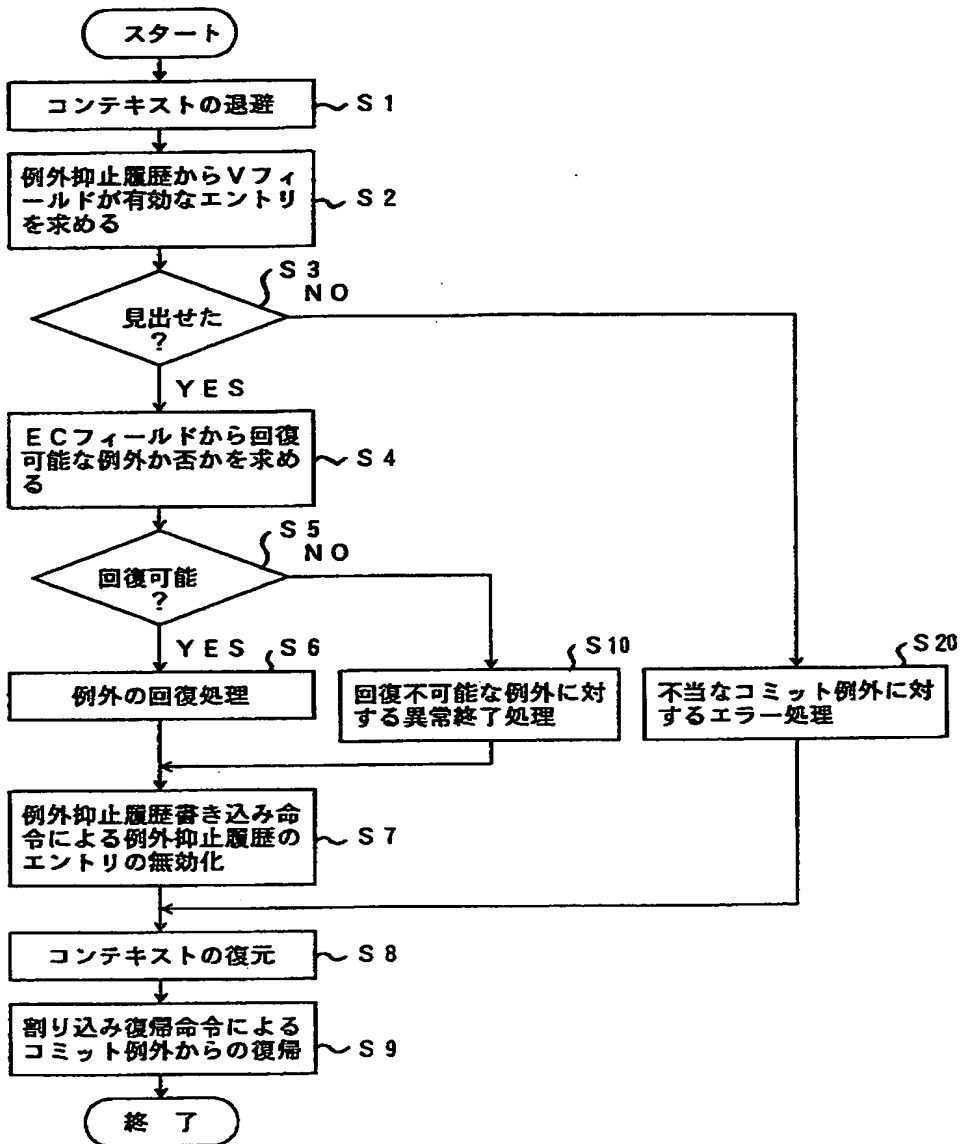 スタート
コンテキストの退避
S1
例外抑止履歴からVフィ
ールドが有効なエントリ
を求める
S2
S3
NO
見出せた
?
YES
ECフィールドから回復
可能な例外か否かを求め
る
S4
S5
NO
回復可能
?
YES
S6
例外の回復処理
S10
回復不可能な例外に対
する異常終了処理
S20
不当なコミット例外に対
するエラー処理
例外抑止履歴書き込み命
令による例外抑止履歴の
エントリの無効化
S7
コンテキストの復元
S8
割り込み復帰命令による
コミット例外からの復帰
S9
終 了